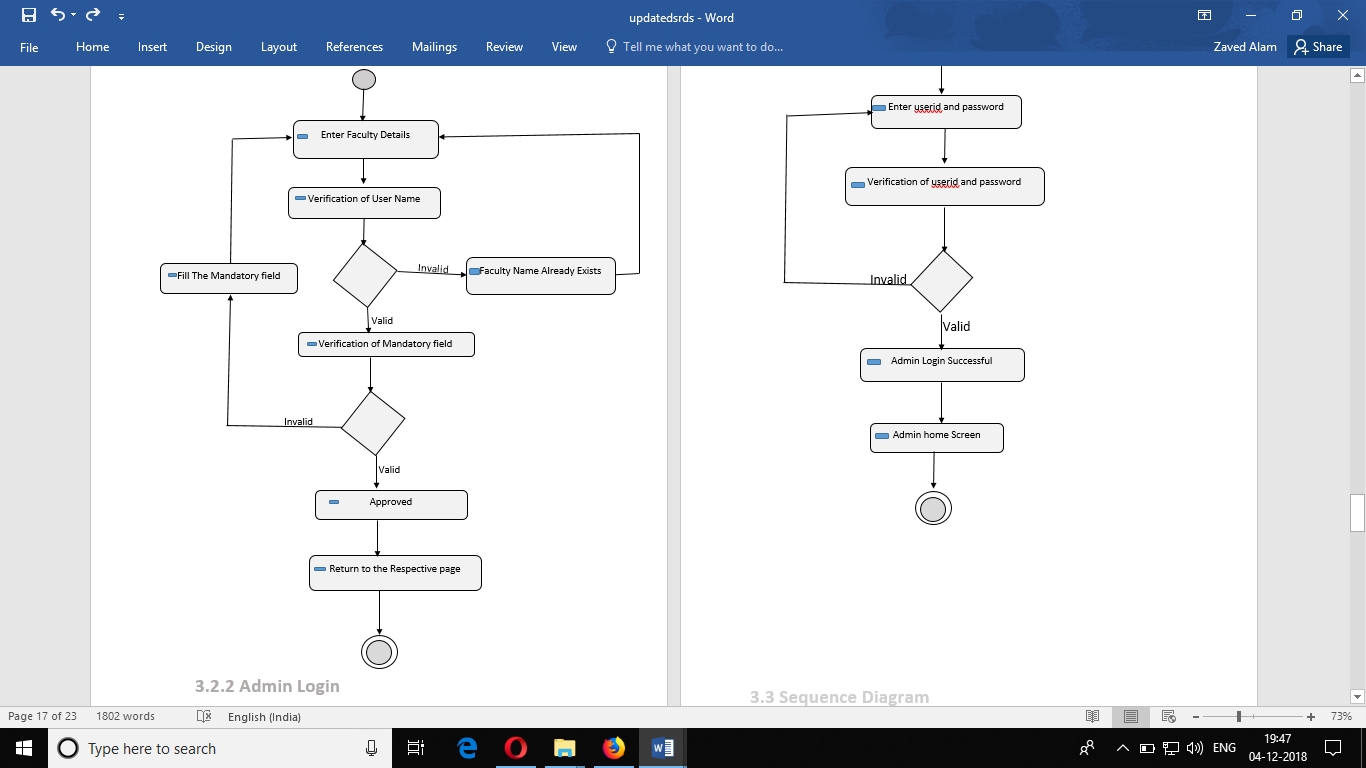 updatedsrds - Word
File Home Insert Design Layout References Mailings Review View Tell me what you want to do... Zaved Alam Share
Enter Faculty Details
Verification of User Name
Fill The Mandatory field
Invalid
Faculty Name Already Exists
Valid
Verification of Mandatory field
Invalid
Valid
Approved
Return to the Respective page
3.2.2 Admin Login
Enter userid and password
Verification of userid and password
Invalid
Valid
Admin Login Successful
Admin home Screen
3.3 Sequence Diagram
Page 17 of 23 1802 words English (India) 73%
Type here to search
ENG
19:47
04-12-2018